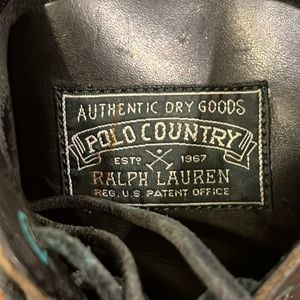 AUTHENTIC DRY GOODS
POLO COUNTRY
ESTD 1967
RALPH LAUREN
REG. U.S. PATENT OFFICE